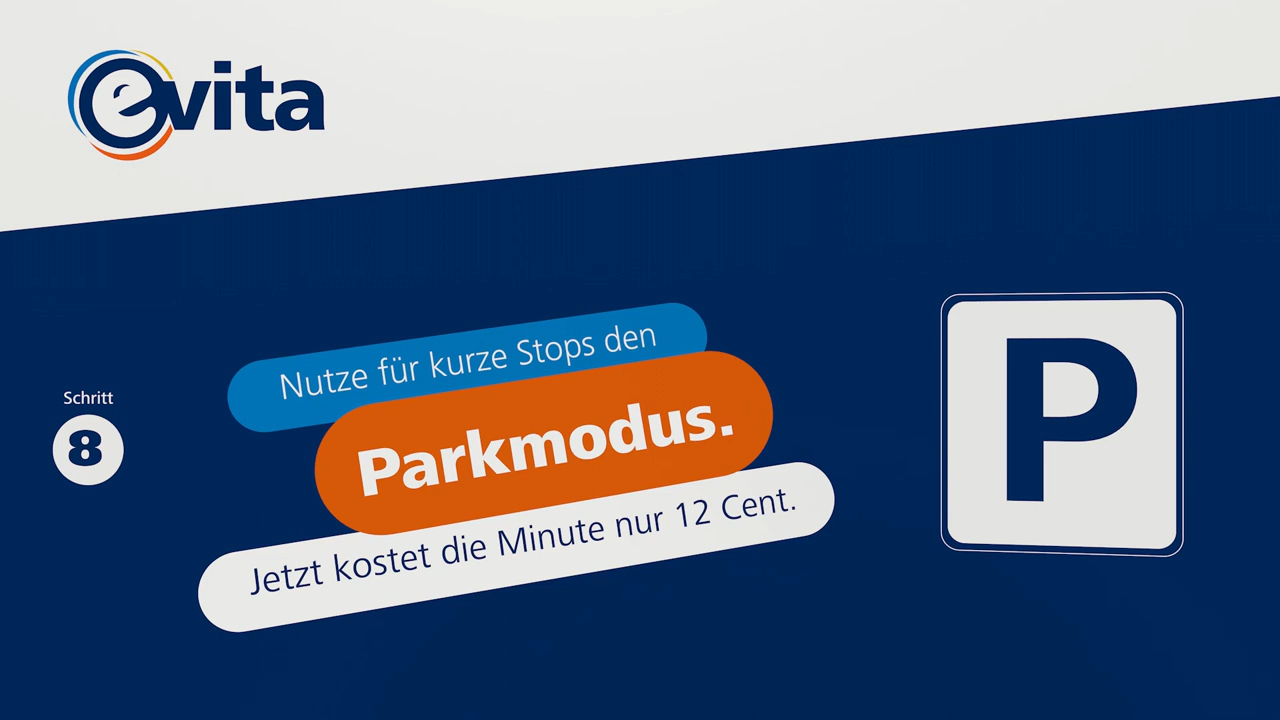 evita
Nutze für kurze Stops den
Parkmodus.
Jetzt kostet die Minute nur 12 Cent.
Schritt
8
P